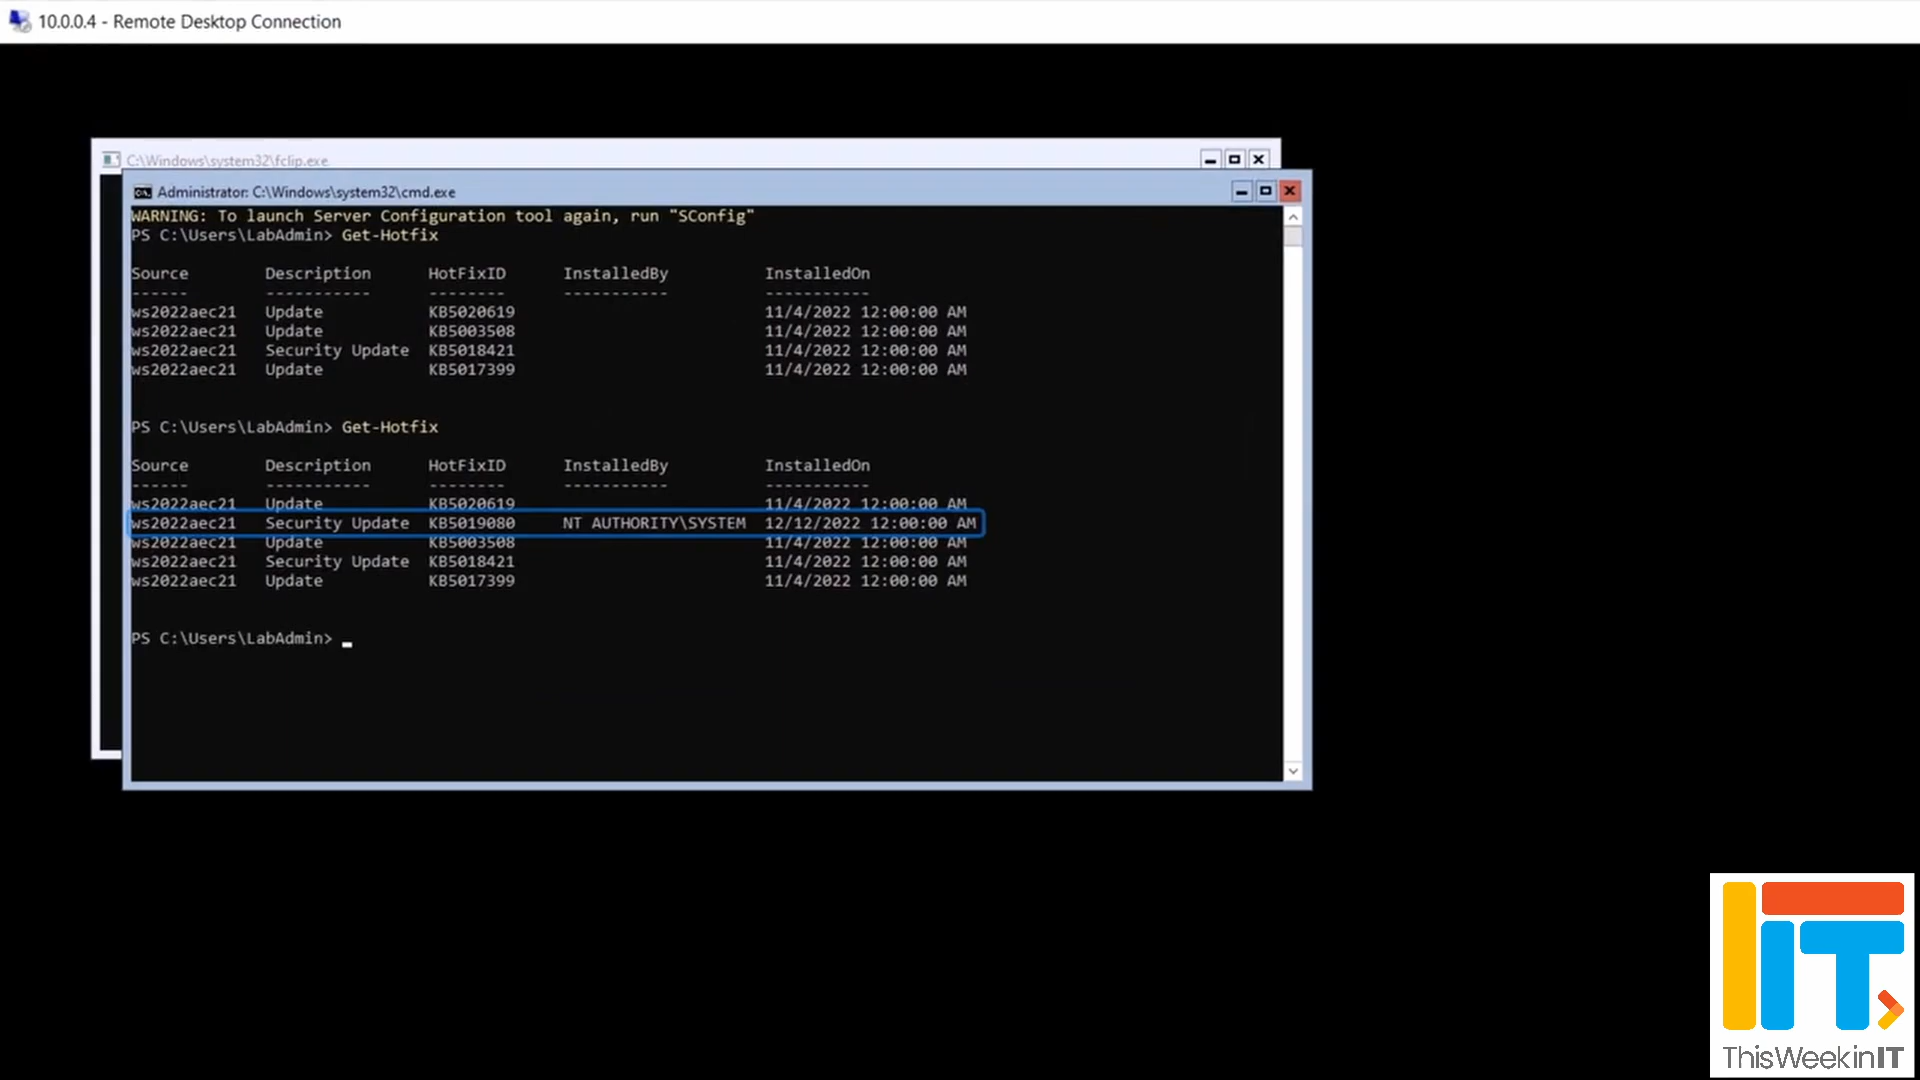 10.0.0.4 - Remote Desktop Connection
C:\Windows\system32\fclip.exe
Administrator: C:\Windows\system32\cmd.exe
WARNING: To launch Server Configuration tool again, run "SConfig"
PS C:\Users\LabAdmin> Get-Hotfix
Source Description HotFixID InstalledBy InstalledOn
------ ----------- -------- ----------- -----------
ws2022aec21 Update KB5020619 11/4/2022 12:00:00 AM
ws2022aec21 Update KB5003508 11/4/2022 12:00:00 AM
ws2022aec21 Security Update KB5018421 11/4/2022 12:00:00 AM
ws2022aec21 Update KB5017399 11/4/2022 12:00:00 AM
PS C:\Users\LabAdmin> Get-Hotfix
Source Description HotFixID InstalledBy InstalledOn
------ ----------- -------- ----------- -----------
ws2022aec21 Update KB5020619 11/4/2022 12:00:00 AM
ws2022aec21 Security Update KB5019080 NT AUTHORITY\SYSTEM 12/12/2022 12:00:00 AM
ws2022aec21 Update KB5003508 11/4/2022 12:00:00 AM
ws2022aec21 Security Update KB5018421 11/4/2022 12:00:00 AM
ws2022aec21 Update KB5017399 11/4/2022 12:00:00 AM
PS C:\Users\LabAdmin> _
ThisWeekinIT